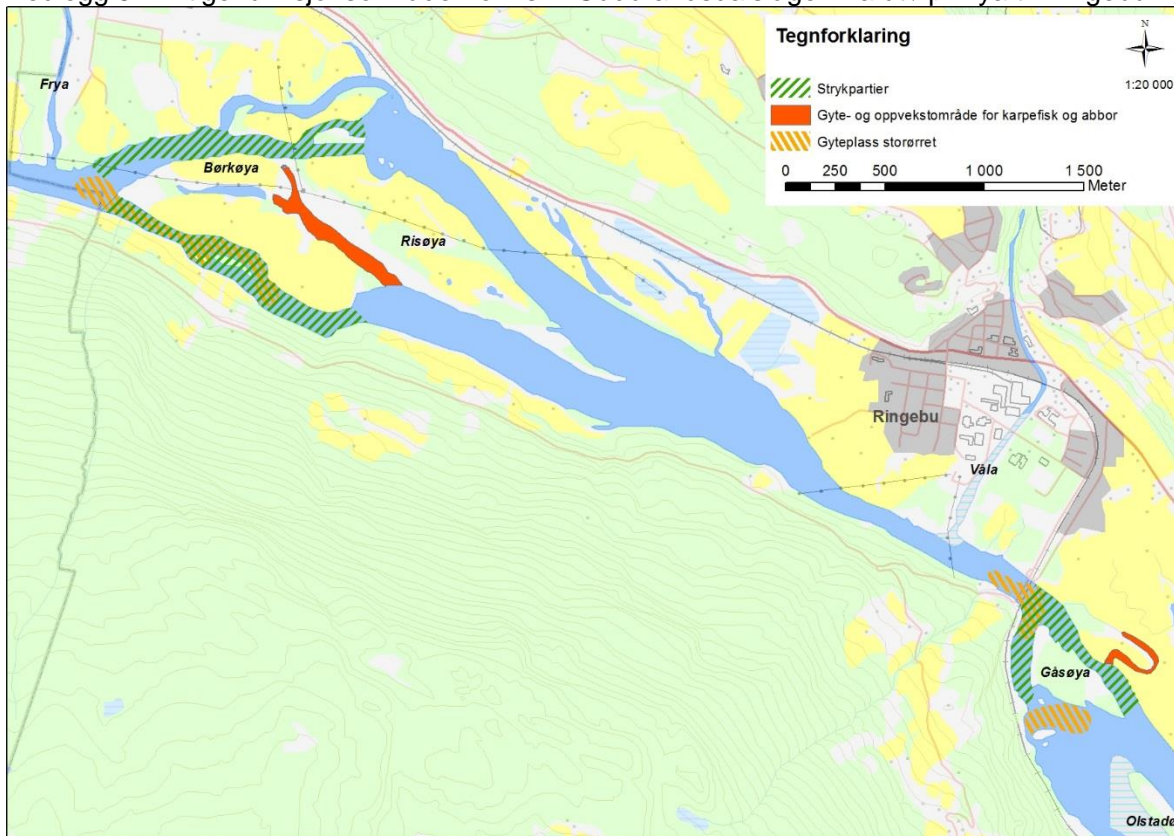 Tegnforklaring
N
1:20 000
Strykpartier
Gyte- og oppvekstområde for karpefisk og abbor
Gyteplass storørret
0 250 500 1 000 1 500
Meter
Frya
Børkøya
Risøya
Ringebu
Våla
Gåsøya